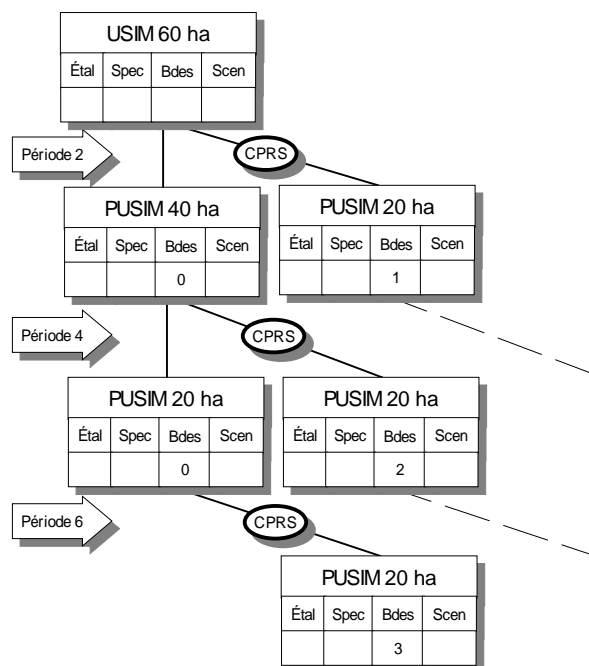 USIM 60 ha
Étal Spec Bdes Scen
Période 2
CPRS
PUSIM 40 ha
Étal Spec Bdes Scen
0
PUSIM 20 ha
Étal Spec Bdes Scen
1
Période 4
CPRS
PUSIM 20 ha
Étal Spec Bdes Scen
0
PUSIM 20 ha
Étal Spec Bdes Scen
2
Période 6
CPRS
PUSIM 20 ha
Étal Spec Bdes Scen
3